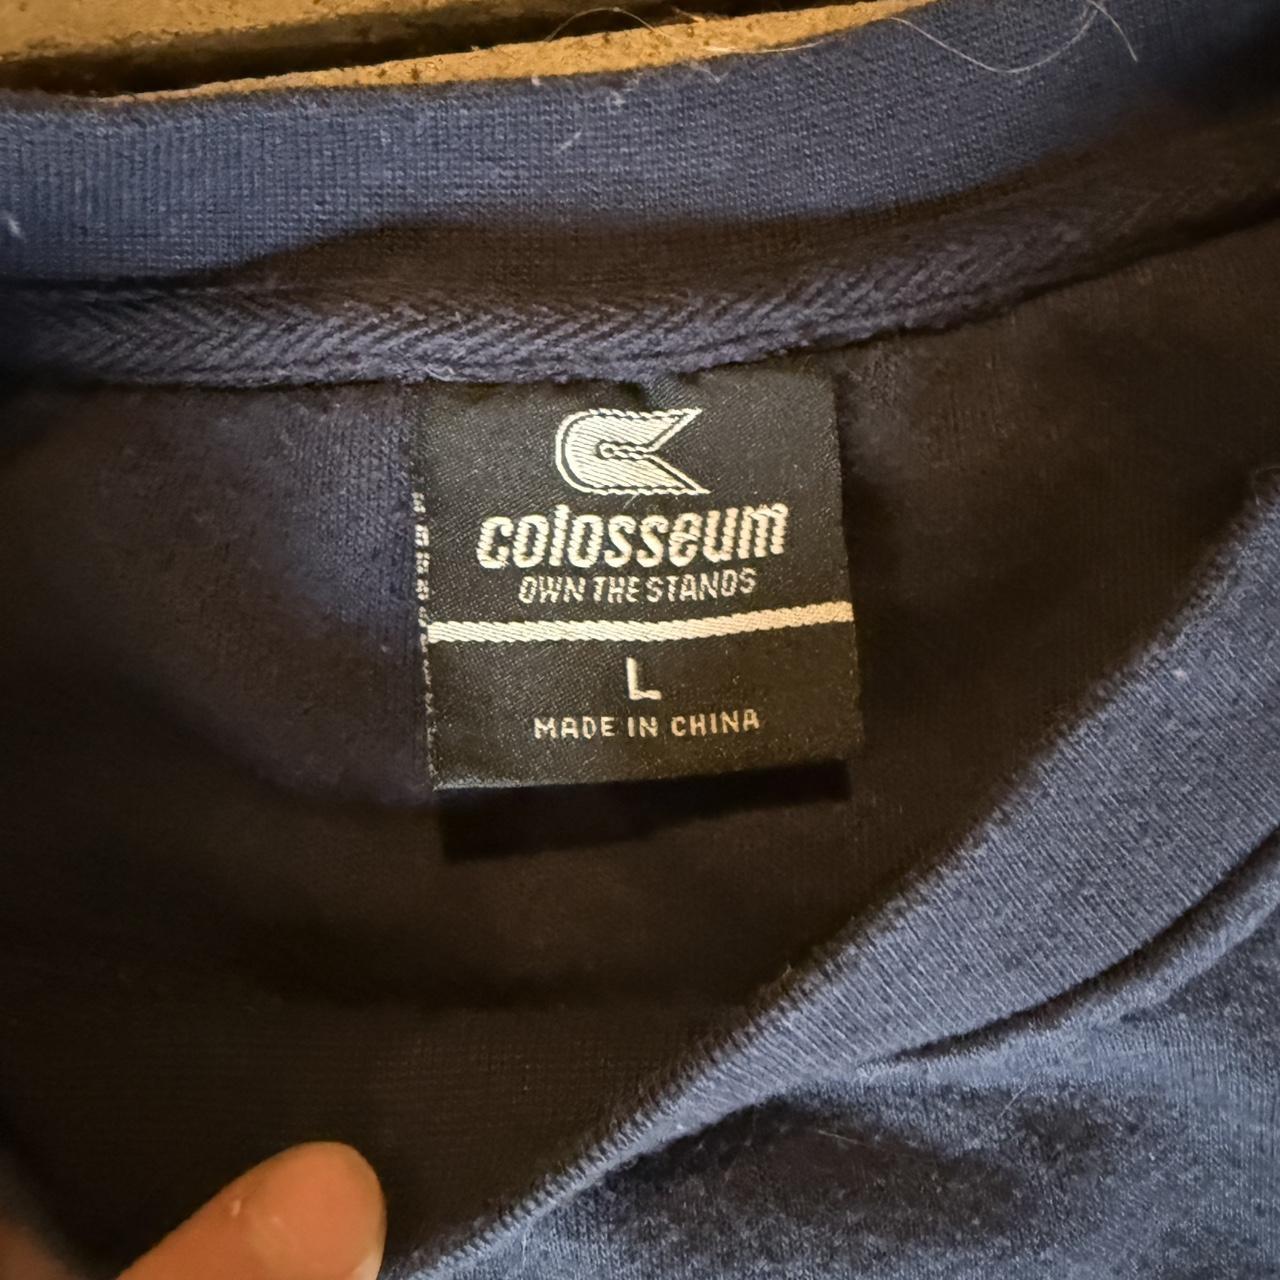 colosseum
OWN THE STANDS
L
MADE IN CHINA